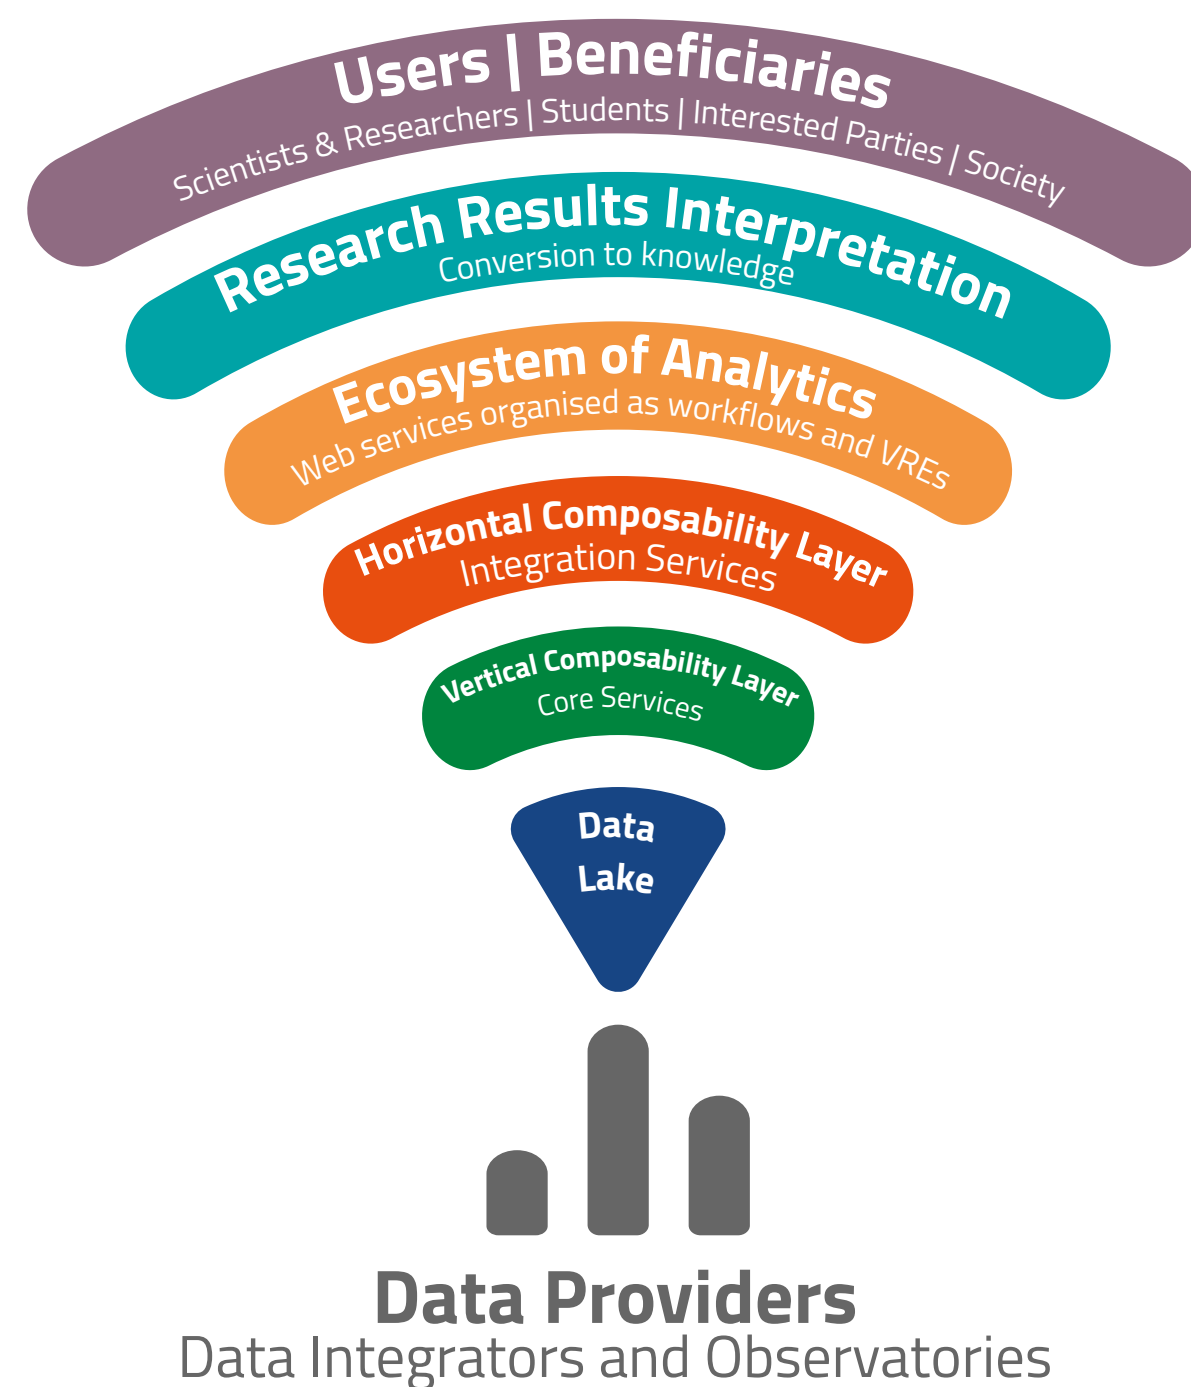 Users | Beneficiaries
Scientists & Researchers | Students | Interested Parties | Society
Research Results Interpretation
Conversion to knowledge
Ecosystem of Analytics
Web services organised as workflows and VREs
Horizontal Composability Layer
Integration Services
Vertical Composability Layer
Core Services
Data
Lake
Data Providers
Data Integrators and Observatories